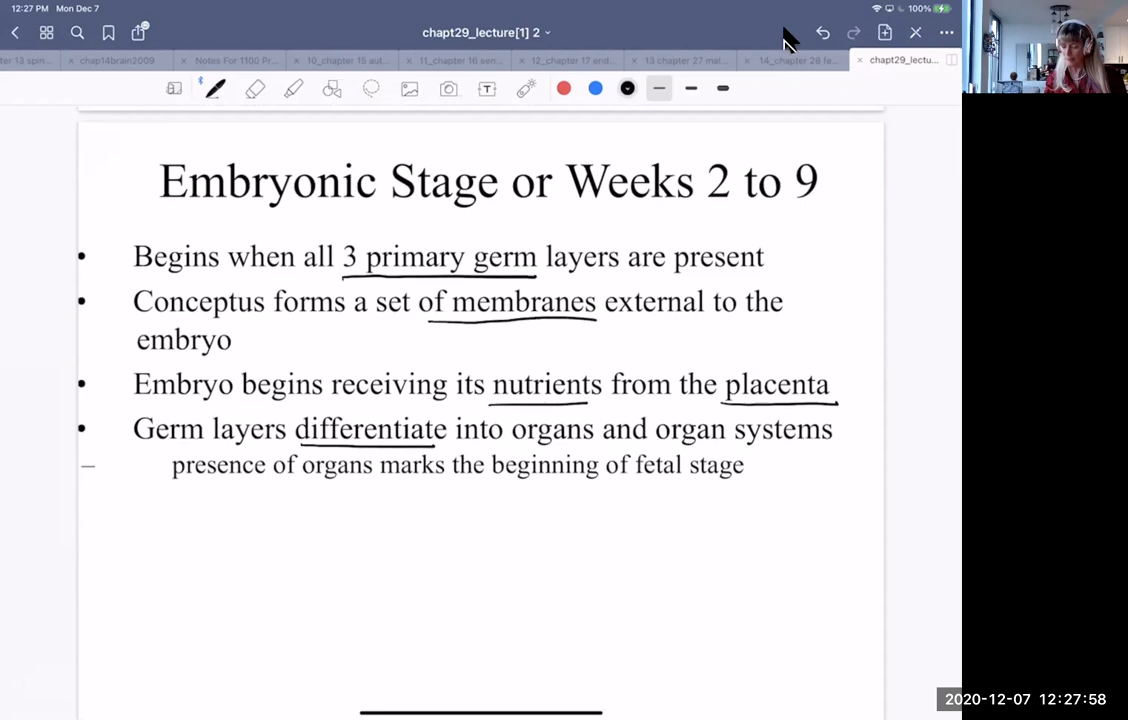 12:27 PM Mon Dec 7
100%
chapt29_lecture[1] 2
ter 13 spin... chap14brain2009 Notes For 1100 Pr... 10_chapter 15 aut... 11_chapter 16 sen... 12_chapter 17 end... 13 chapter 27 mal... 14_chapter 28 fe... chapt29_lectu...
Embryonic Stage or Weeks 2 to 9
• Begins when all 3 primary germ layers are present
• Conceptus forms a set of membranes external to the
embryo
• Embryo begins receiving its nutrients from the placenta
• Germ layers differentiate into organs and organ systems
– presence of organs marks the beginning of fetal stage
2020-12-07 12:27:58